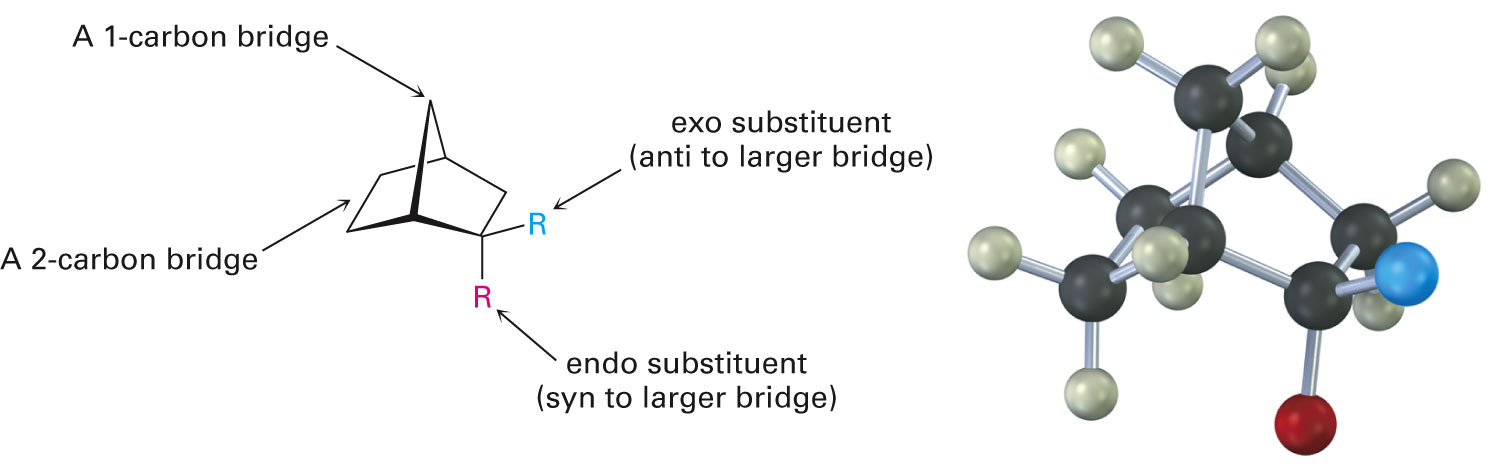 A 1-carbon bridge
exo substituent
(anti to larger bridge)
R
A 2-carbon bridge
R
endo substituent
(syn to larger bridge)